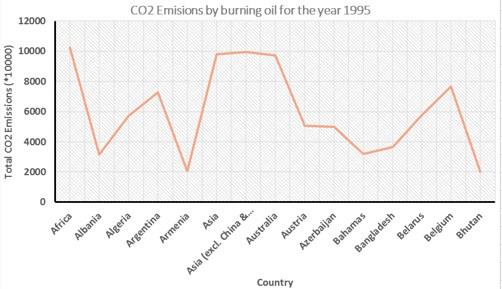 CO2 Emisions by burning oil for the year 1995
Total CO2 Emissions (*10000)
12000
10000
8000
6000
4000
2000
0
Africa
Albania
Algeria
Argentina
Armenia
Asia
Asia (excl. China &...
Australia
Austria
Azerbaijan
Bahamas
Bangladesh
Belarus
Belgium
Bhutan
Country